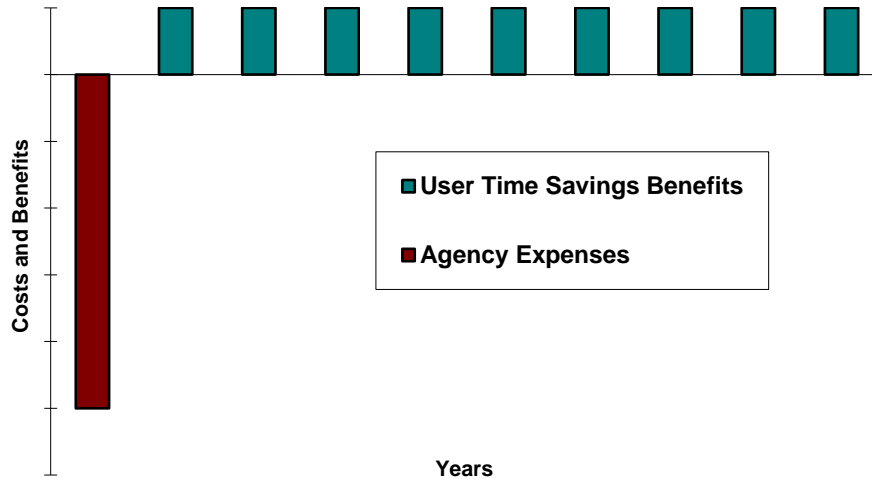 Costs and Benefits
User Time Savings Benefits
Agency Expenses
Years